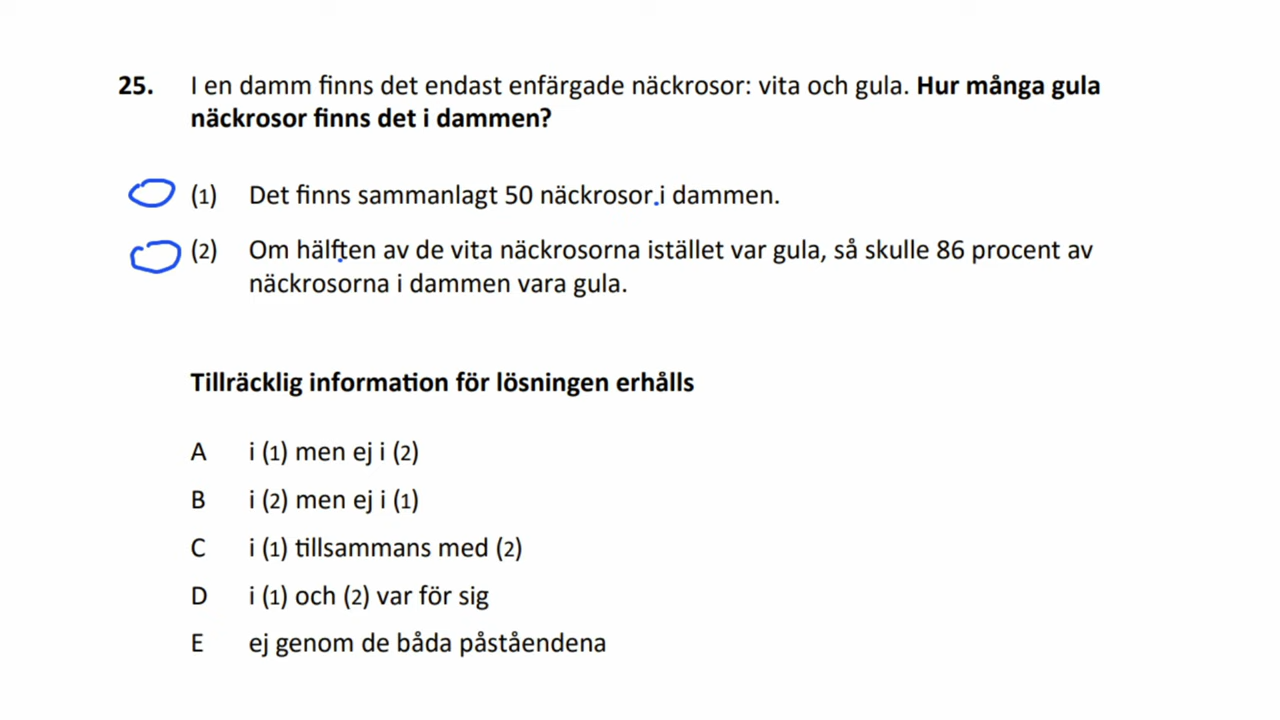 25. I en damm finns det endast enfärgade näckrosor: vita och gula. Hur många gula
näckrosor finns det i dammen?
(1) Det finns sammanlagt 50 näckrosor i dammen.
(2) Om hälften av de vita näckrosorna istället var gula, så skulle 86 procent av
näckrosorna i dammen vara gula.
Tillräcklig information för lösningen erhålls
A i (1) men ej i (2)
B i (2) men ej i (1)
C i (1) tillsammans med (2)
D i (1) och (2) var för sig
E ej genom de båda påståendena